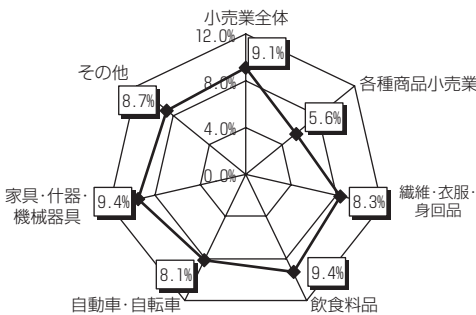 小売業全体
12.0%
9.1%
その他
8.0%
各種商品小売業
8.7%
5.6%
4.0%
0.0%
家具・什器・
機械器具
9.4%
8.3%
繊維・衣服・
身回品
8.1%
9.4%
自動車・自転車
飲食料品